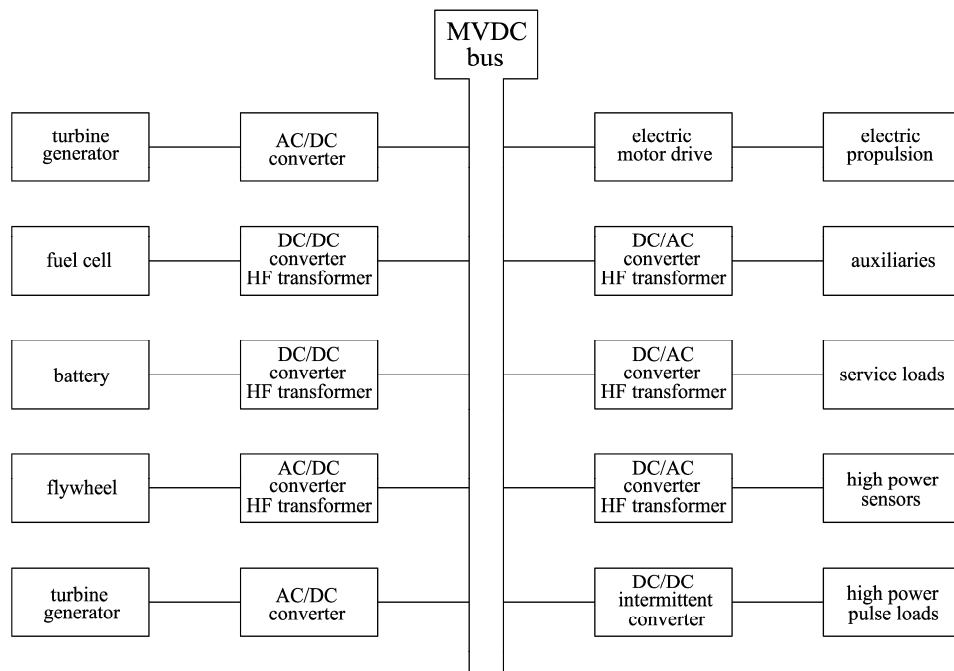 MVDC
bus
turbine
generator
AC/DC
converter
electric
motor drive
electric
propulsion
fuel cell
DC/DC
converter
HF transformer
DC/AC
converter
HF transformer
auxiliaries
battery
DC/DC
converter
HF transformer
DC/AC
converter
HF transformer
service loads
flywheel
AC/DC
converter
HF transformer
DC/AC
converter
HF transformer
high power
sensors
turbine
generator
AC/DC
converter
DC/DC
intermittent
converter
high power
pulse loads